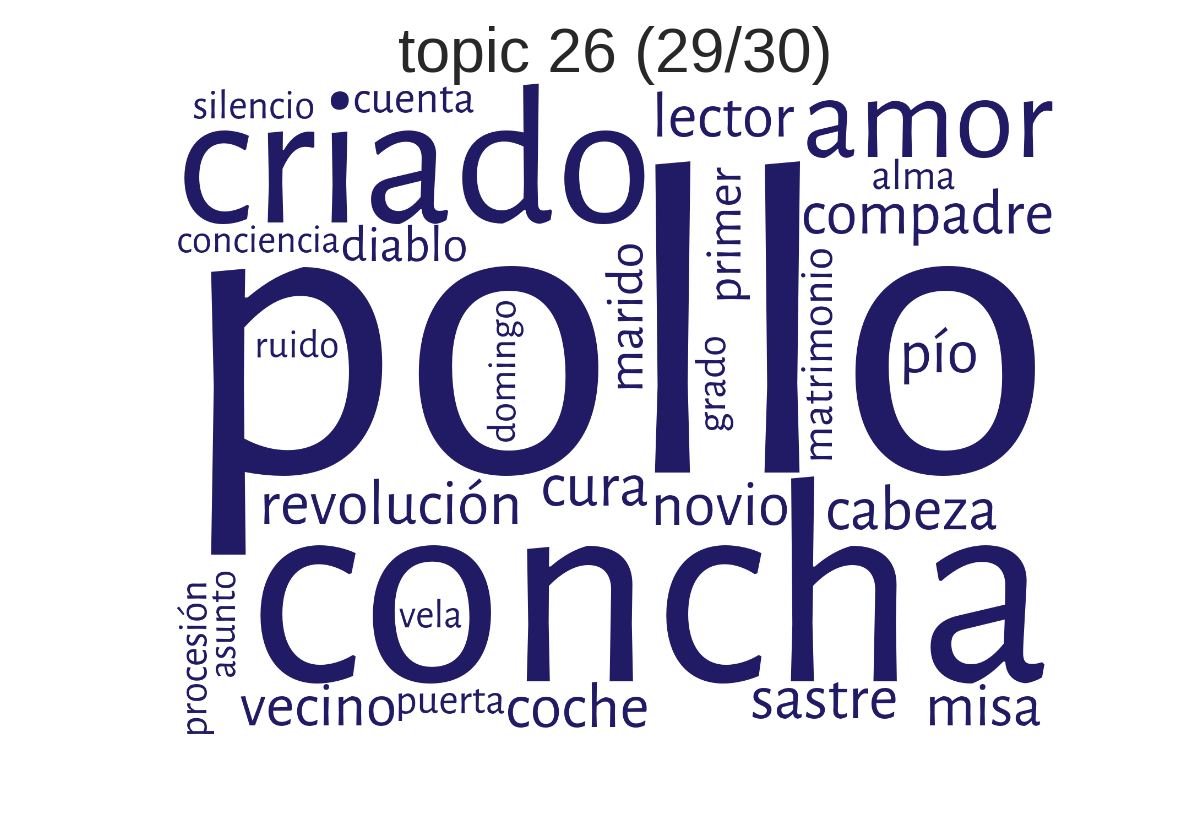 topic 26 (29/30)
silencio
cuenta
lector
amor
criado
alma
compadre
conciencia
diablo
primer
marido
matrimonio
pollo
ruido
domingo
grado
pío
revolución
cura
novio
cabeza
concha
vela
procesión
asunto
vecino
puerta
coche
sastre
misa